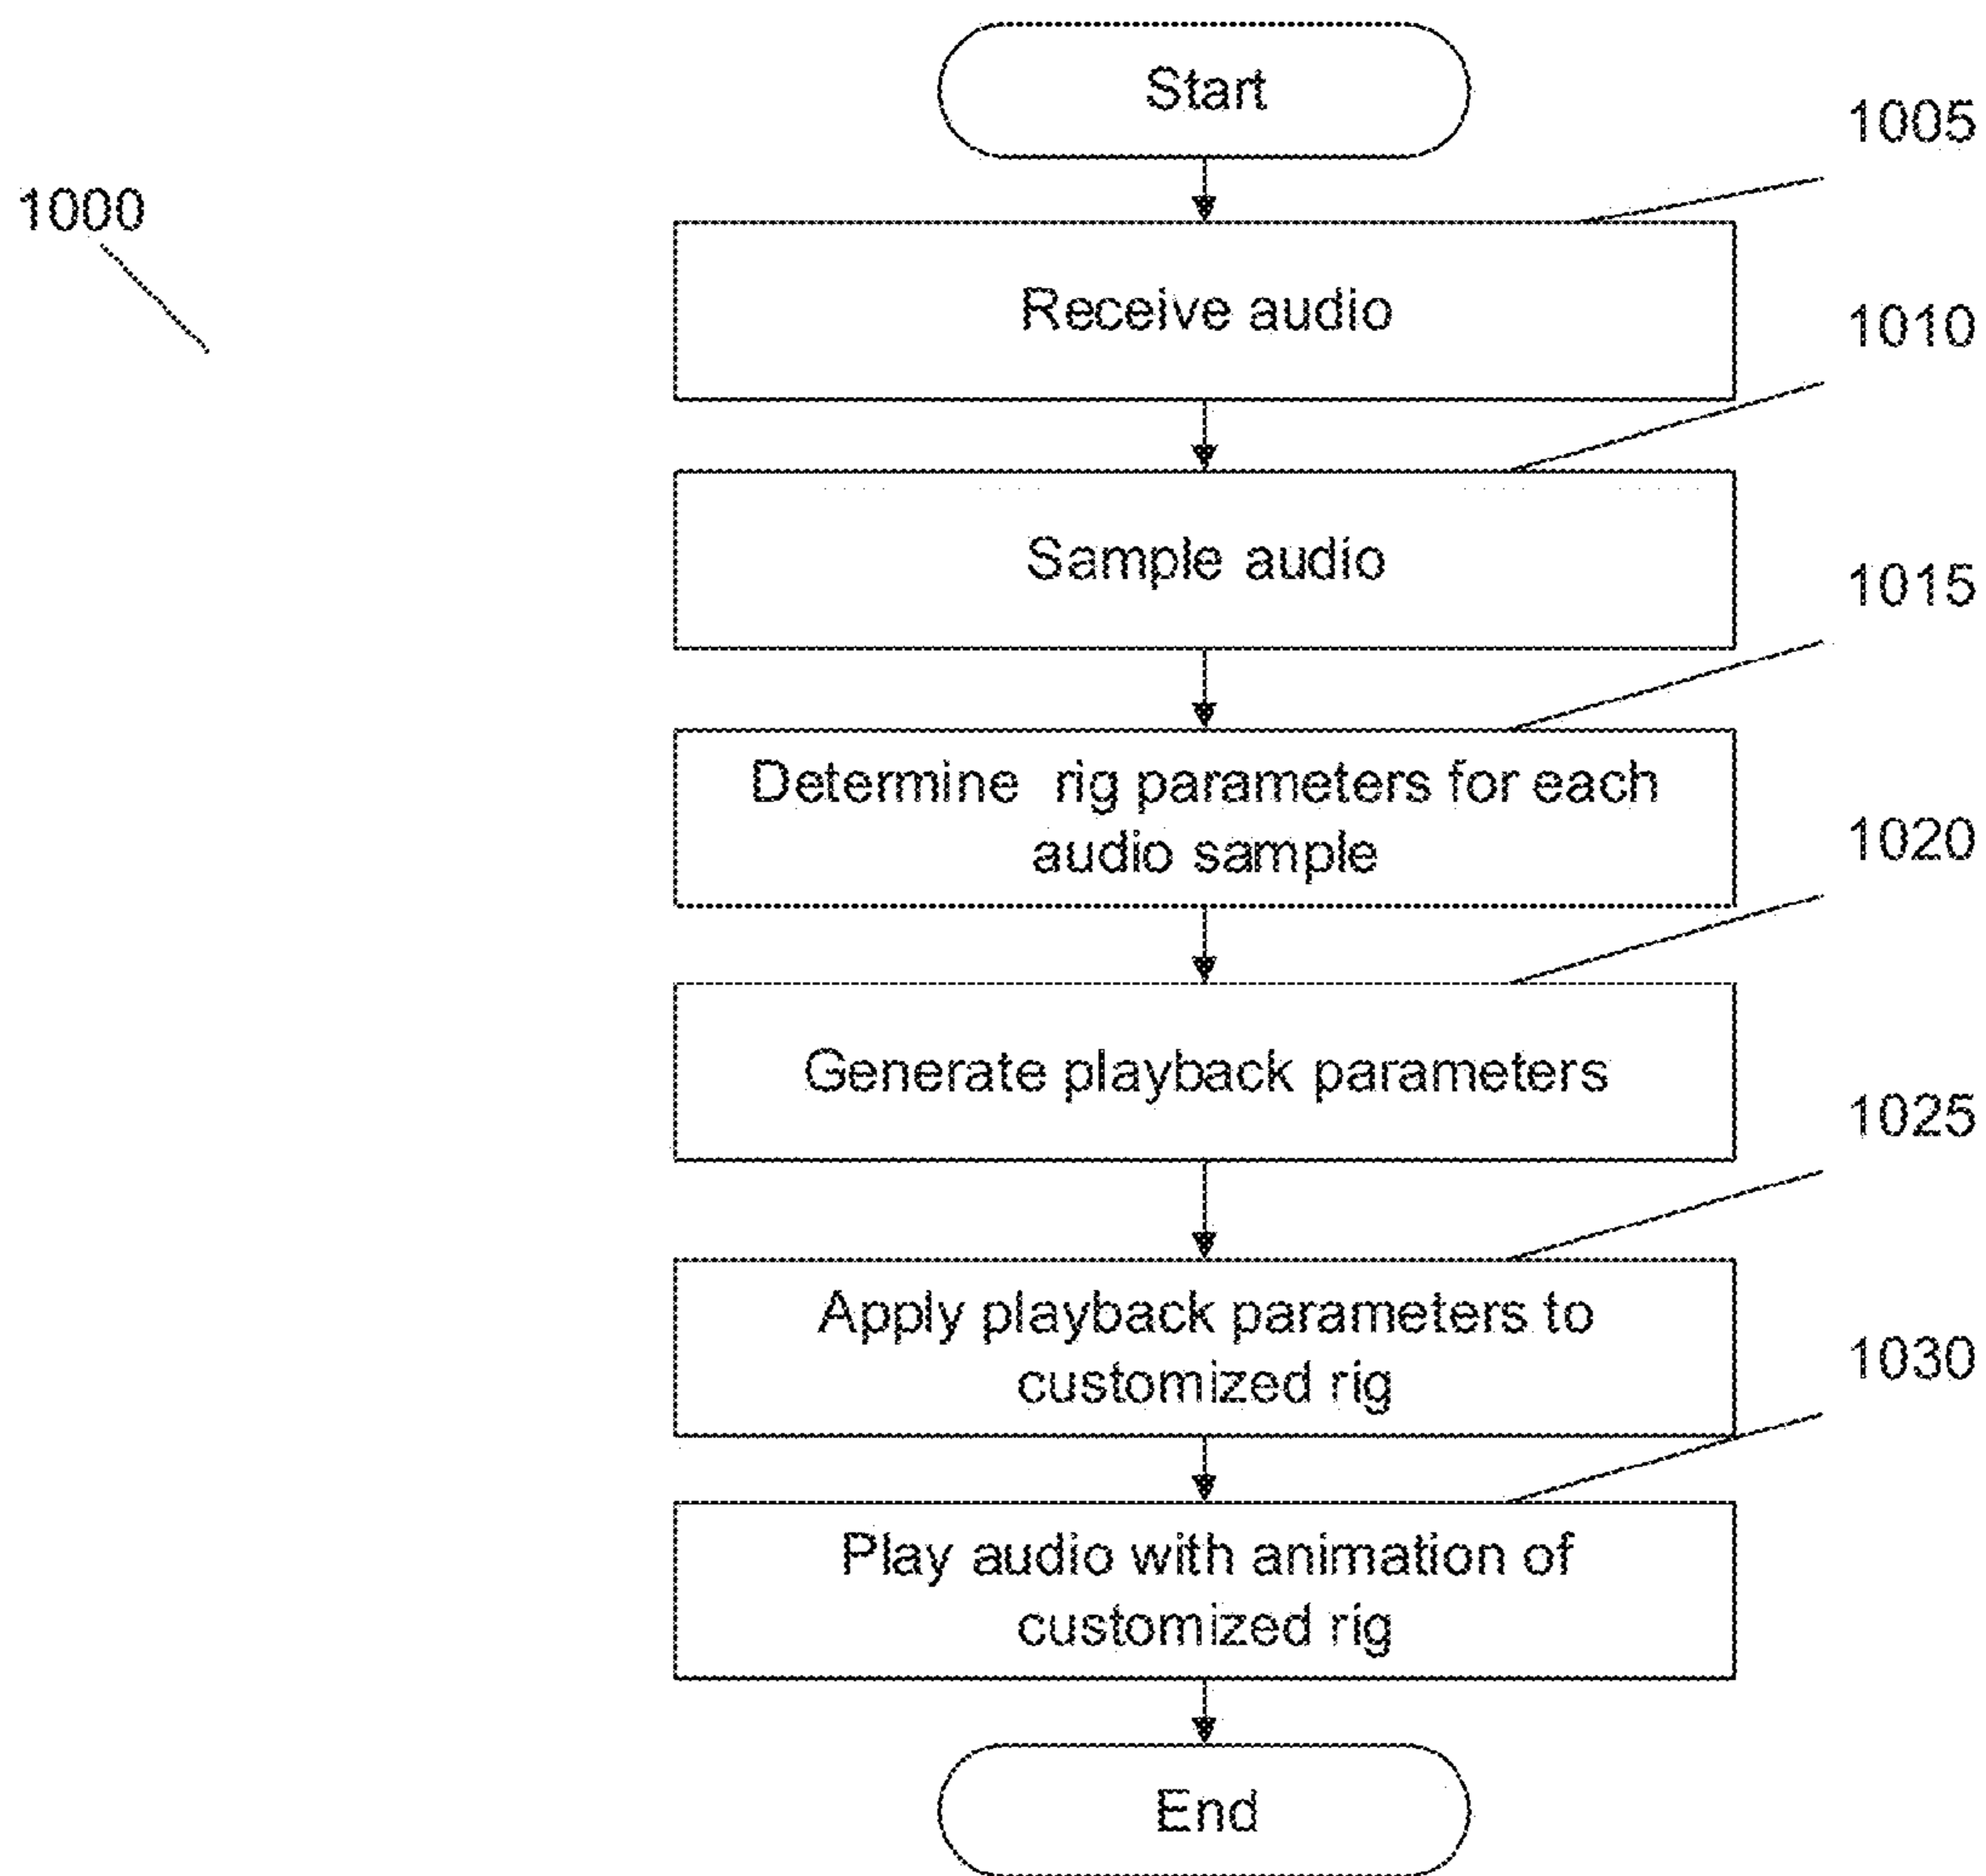 Start
1005
1000
Receive audio
1010
Sample audio
1015
Determine rig parameters for each
audio sample
1020
Generate playback parameters
1025
Apply playback parameters to
customized rig
1030
Play audio with animation of
customized rig
End